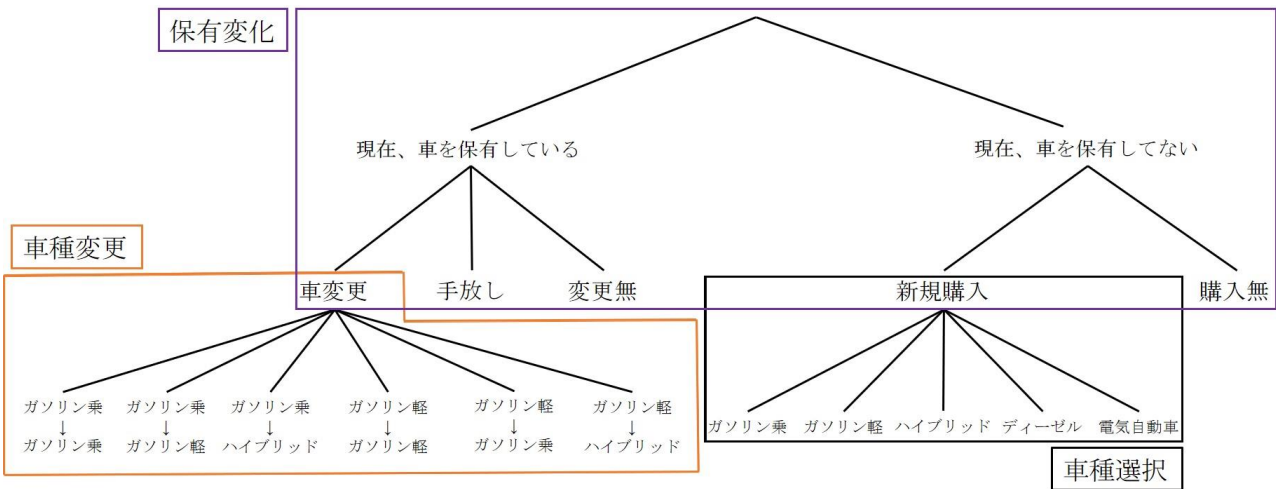 保有変化
現在、車を保有している
現在、車を保有してない
車種変更
車変更
手放し
変更無
新規購入
購入無
ガソリン乗
↓
ガソリン乗
ガソリン乗
↓
ガソリン軽
ガソリン乗
↓
ハイブリッド
ガソリン軽
↓
ガソリン軽
ガソリン軽
↓
ガソリン乗
ガソリン軽
↓
ハイブリッド
ガソリン乗
ガソリン軽
ハイブリッド
ディーゼル
電気自動車
車種選択